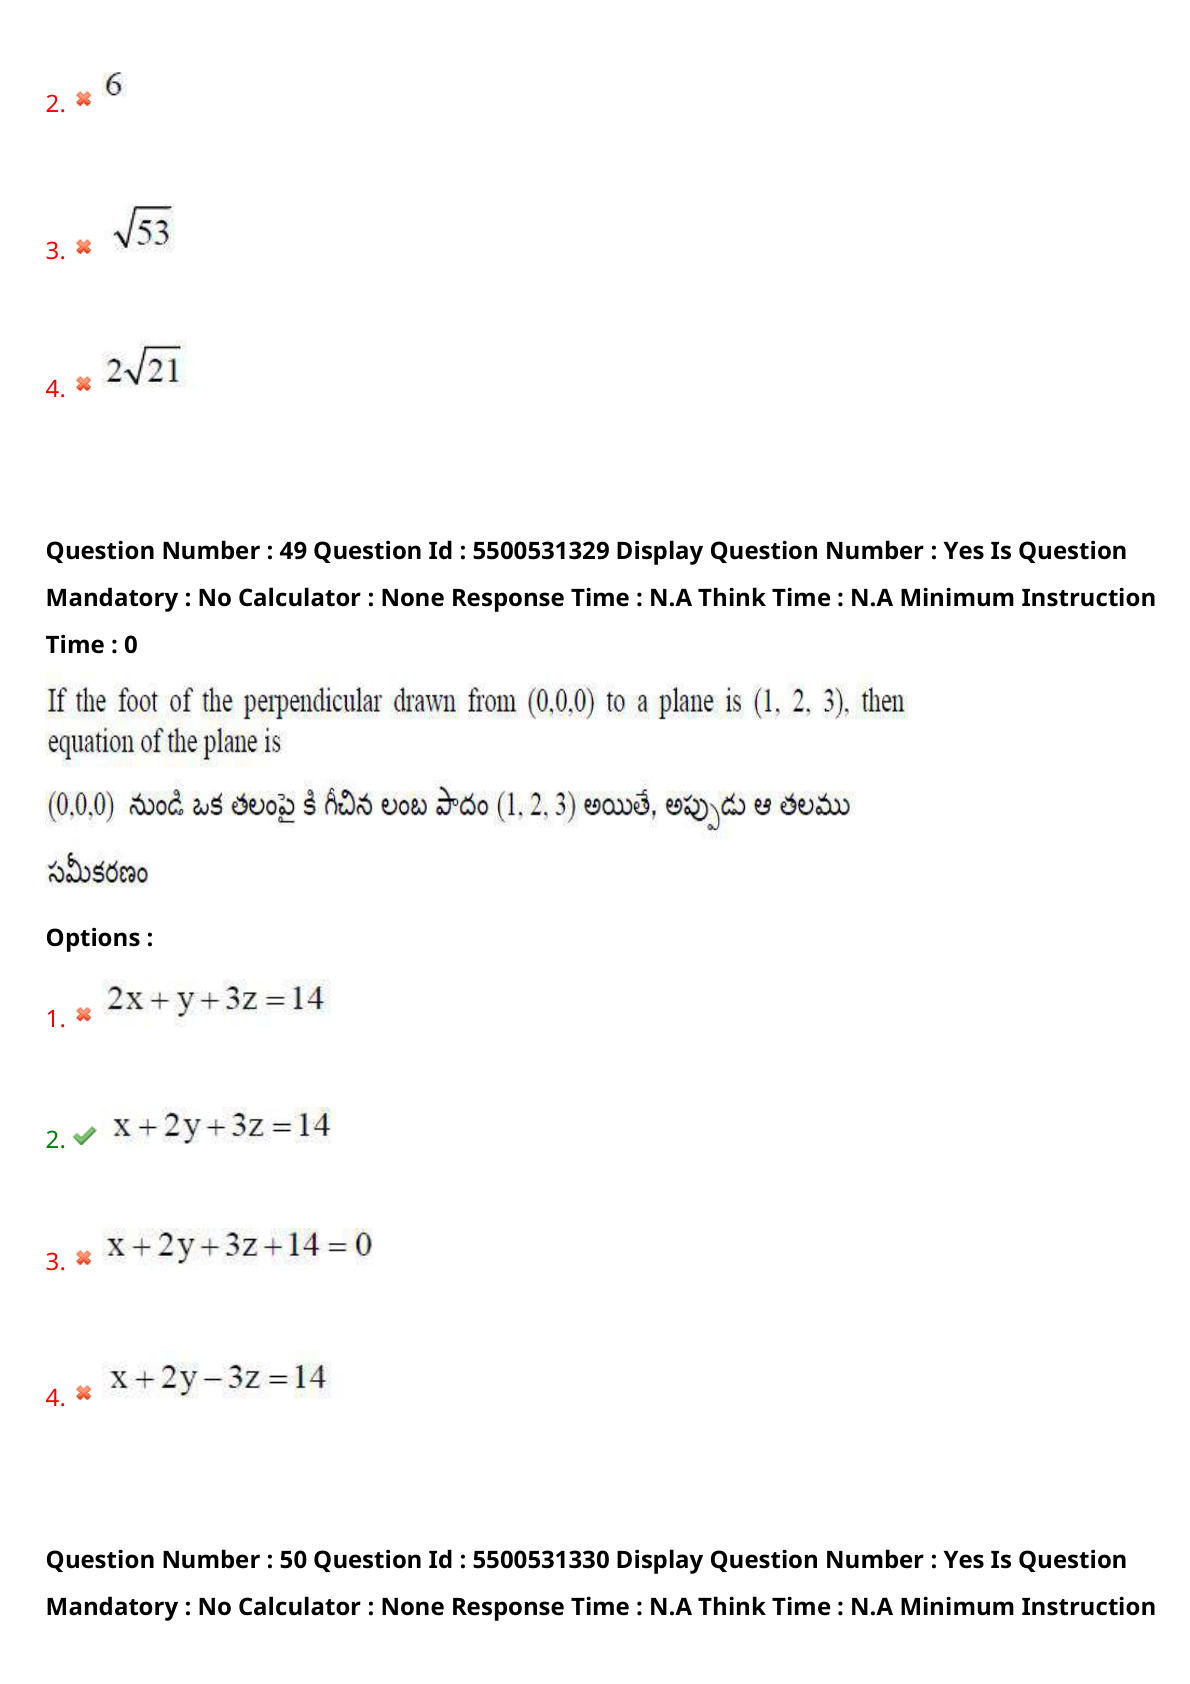 2. 6
3. √53
4. 2√21
Question Number : 49 Question Id : 5500531329 Display Question Number : Yes Is Question
Mandatory : No Calculator : None Response Time : N.A Think Time : N.A Minimum Instruction
Time : 0
If the foot of the perpendicular drawn from (0,0,0) to a plane is (1, 2, 3), then
equation of the plane is
(0,0,0) నుండి ఒక తలంపై కి గీచిన లంబ పాదం (1, 2, 3) అయితే, అప్పుడు ఆ తలము
సమీకరణం
Options :
1. 2x + y + 3z = 14
2. x + 2y + 3z = 14
3. x + 2y + 3z + 14 = 0
4. x + 2y − 3z = 14
Question Number : 50 Question Id : 5500531330 Display Question Number : Yes Is Question
Mandatory : No Calculator : None Response Time : N.A Think Time : N.A Minimum Instruction